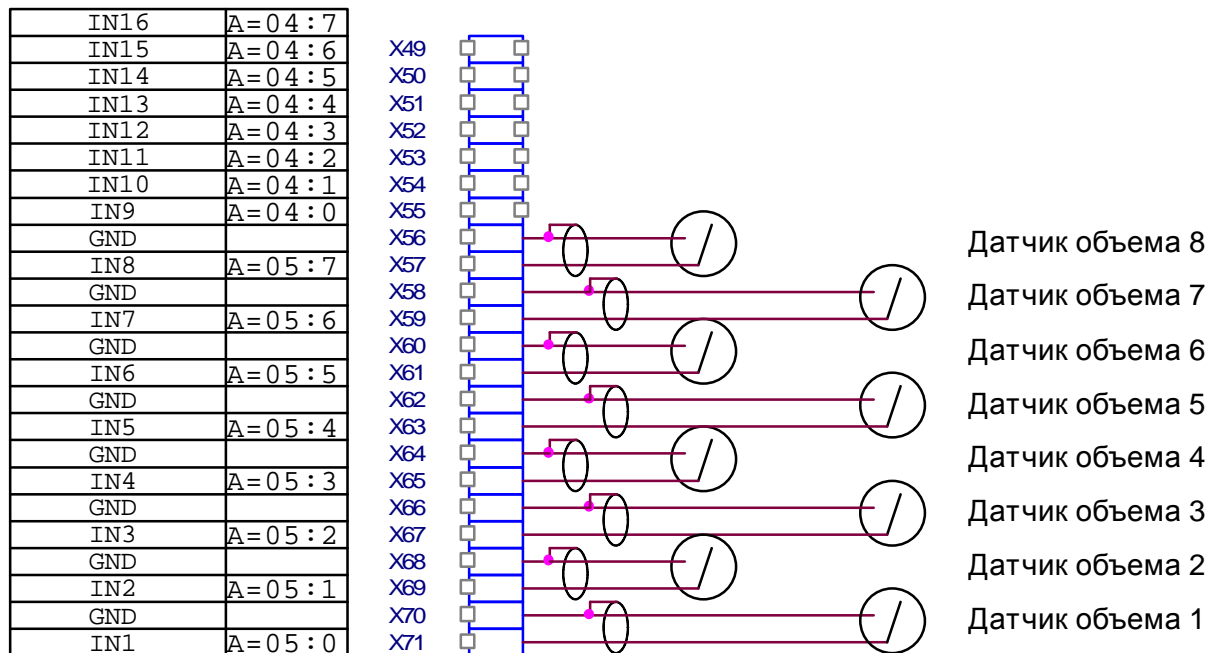 IN16 A=04:7
IN15 A=04:6 X49
IN14 A=04:5 X50
IN13 A=04:4 X51
IN12 A=04:3 X52
IN11 A=04:2 X53
IN10 A=04:1 X54
IN9 A=04:0 X55
GND X56 Датчик объема 8
IN8 A=05:7 X57
GND X58 Датчик объема 7
IN7 A=05:6 X59
GND X60 Датчик объема 6
IN6 A=05:5 X61
GND X62 Датчик объема 5
IN5 A=05:4 X63
GND X64 Датчик объема 4
IN4 A=05:3 X65
GND X66 Датчик объема 3
IN3 A=05:2 X67
GND X68 Датчик объема 2
IN2 A=05:1 X69
GND X70 Датчик объема 1
IN1 A=05:0 X71